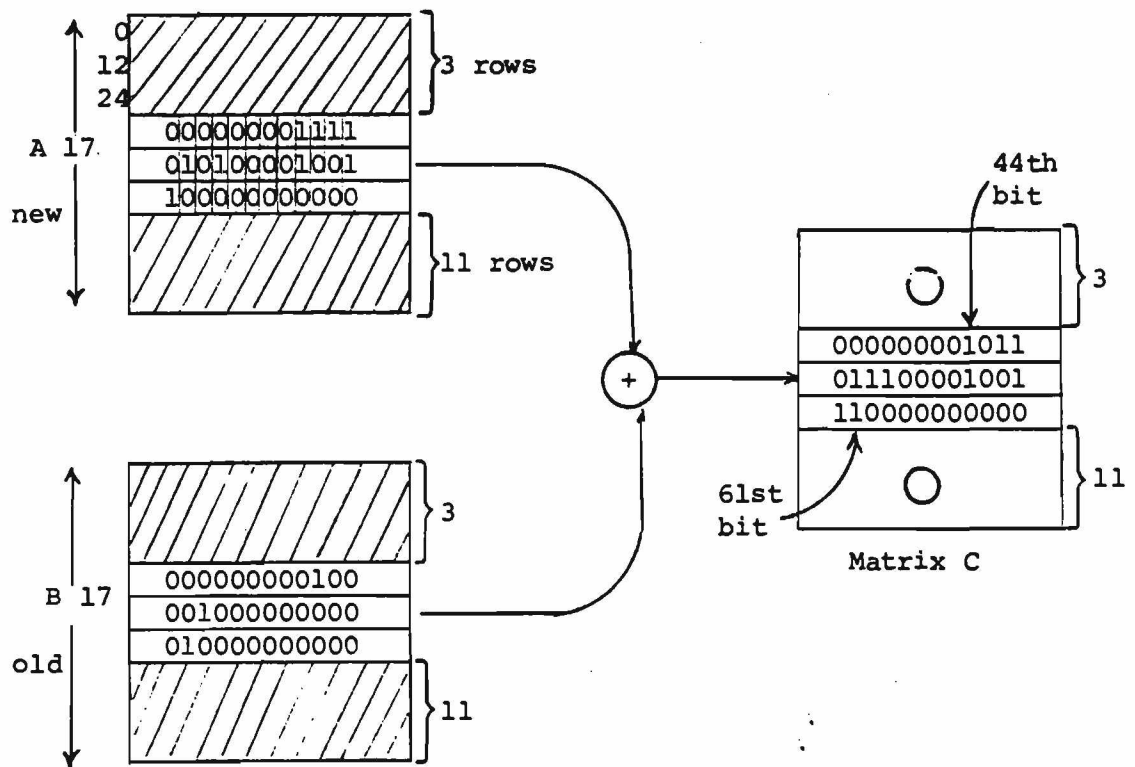 0
12
24
3 rows
A 17
new
000000001111
010100001001
100000000000
11 rows
+
B 17
old
3
000000000100
001000000000
010000000000
11
44th
bit
3
000000001011
011100001001
110000000000
61st
bit
11
Matrix C